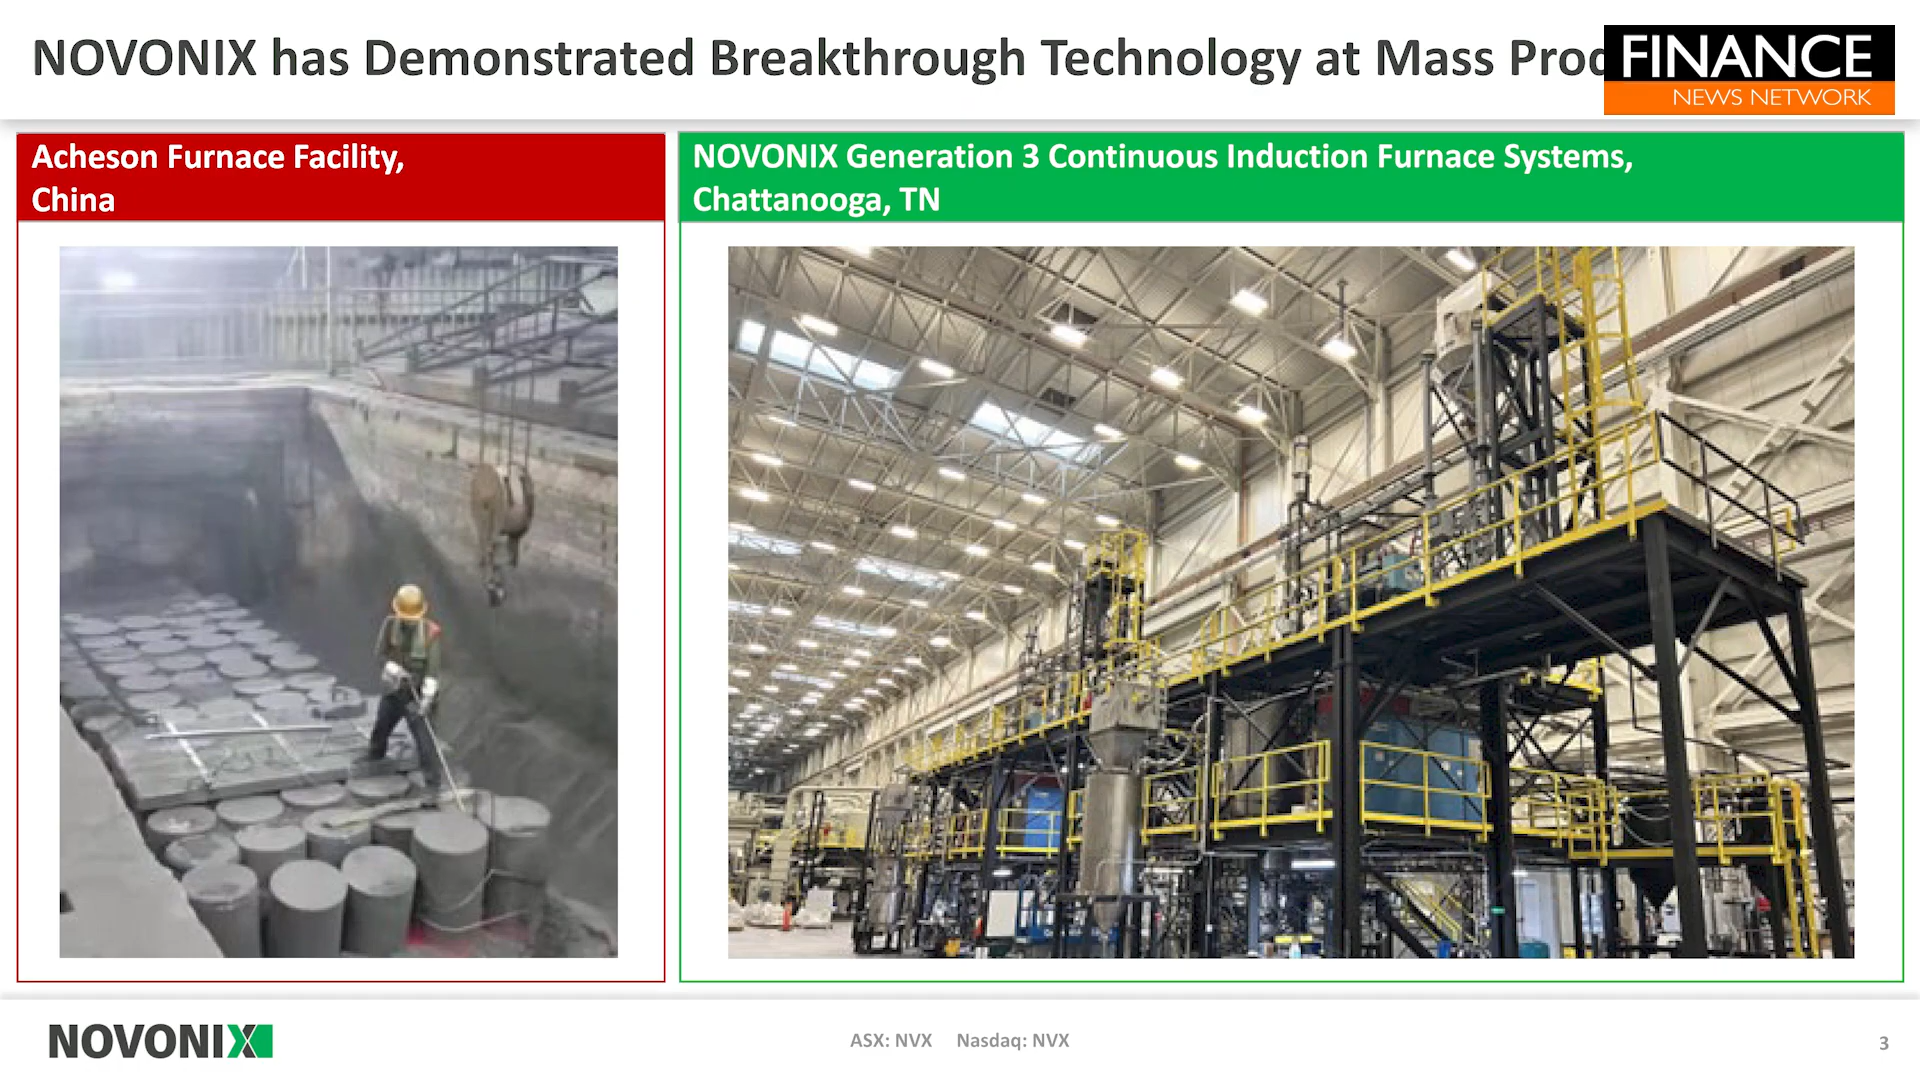 NOVONIX has Demonstrated Breakthrough Technology at Mass
FINANCE
NEWS NETWORK
Acheson Furnace Facility,
China
NOVONIX Generation 3 Continuous Induction Furnace Systems,
Chattanooga, TN
NOVONIX
ASX: NVX Nasdaq: NVX
3